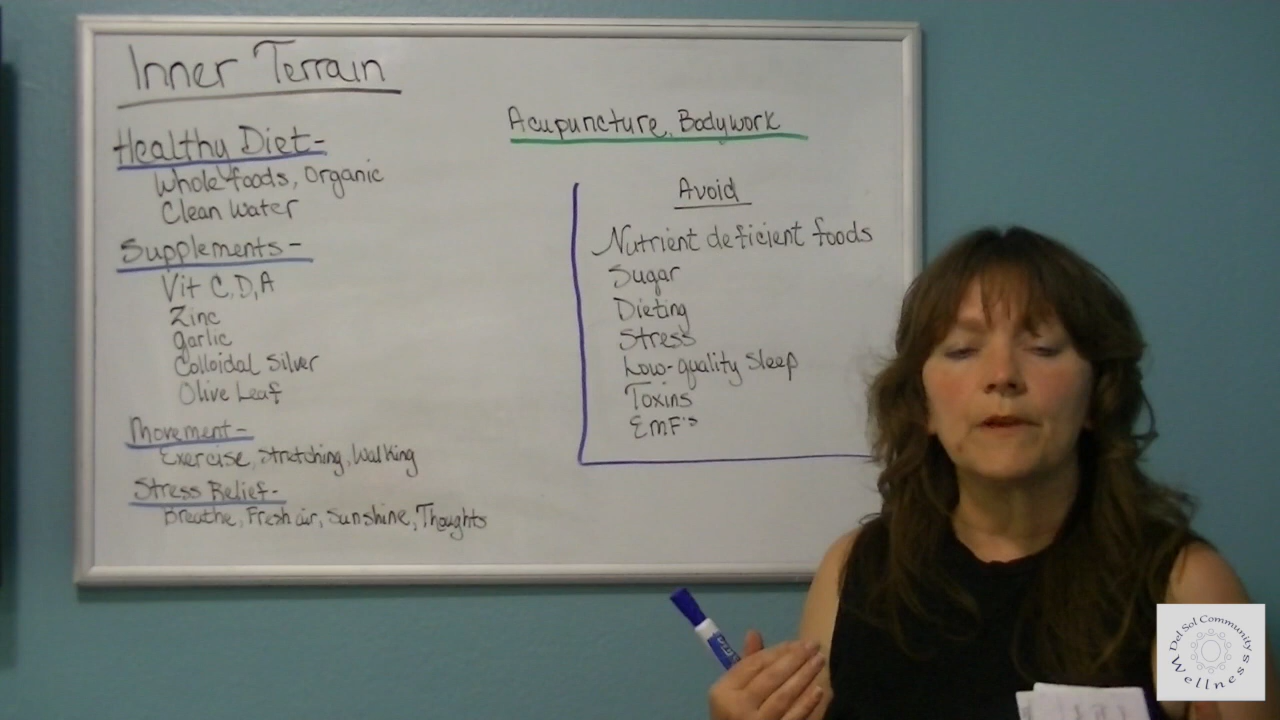 Inner Terrain
Healthy Diet-
Whole foods, Organic
Clean Water
Supplements-
Vit C, D, A
Zinc
garlic
Colloidal Silver
Olive Leaf
Movement-
Exercise, Stretching, Walking
Stress Relief-
Breathe, Fresh air, Sunshine, Thoughts
Acupuncture, Bodywork
Avoid
Nutrient deficient foods
Sugar
Dieting
Stress
Low-quality Sleep
Toxins
EMF's
Del Sol Community
Wellness